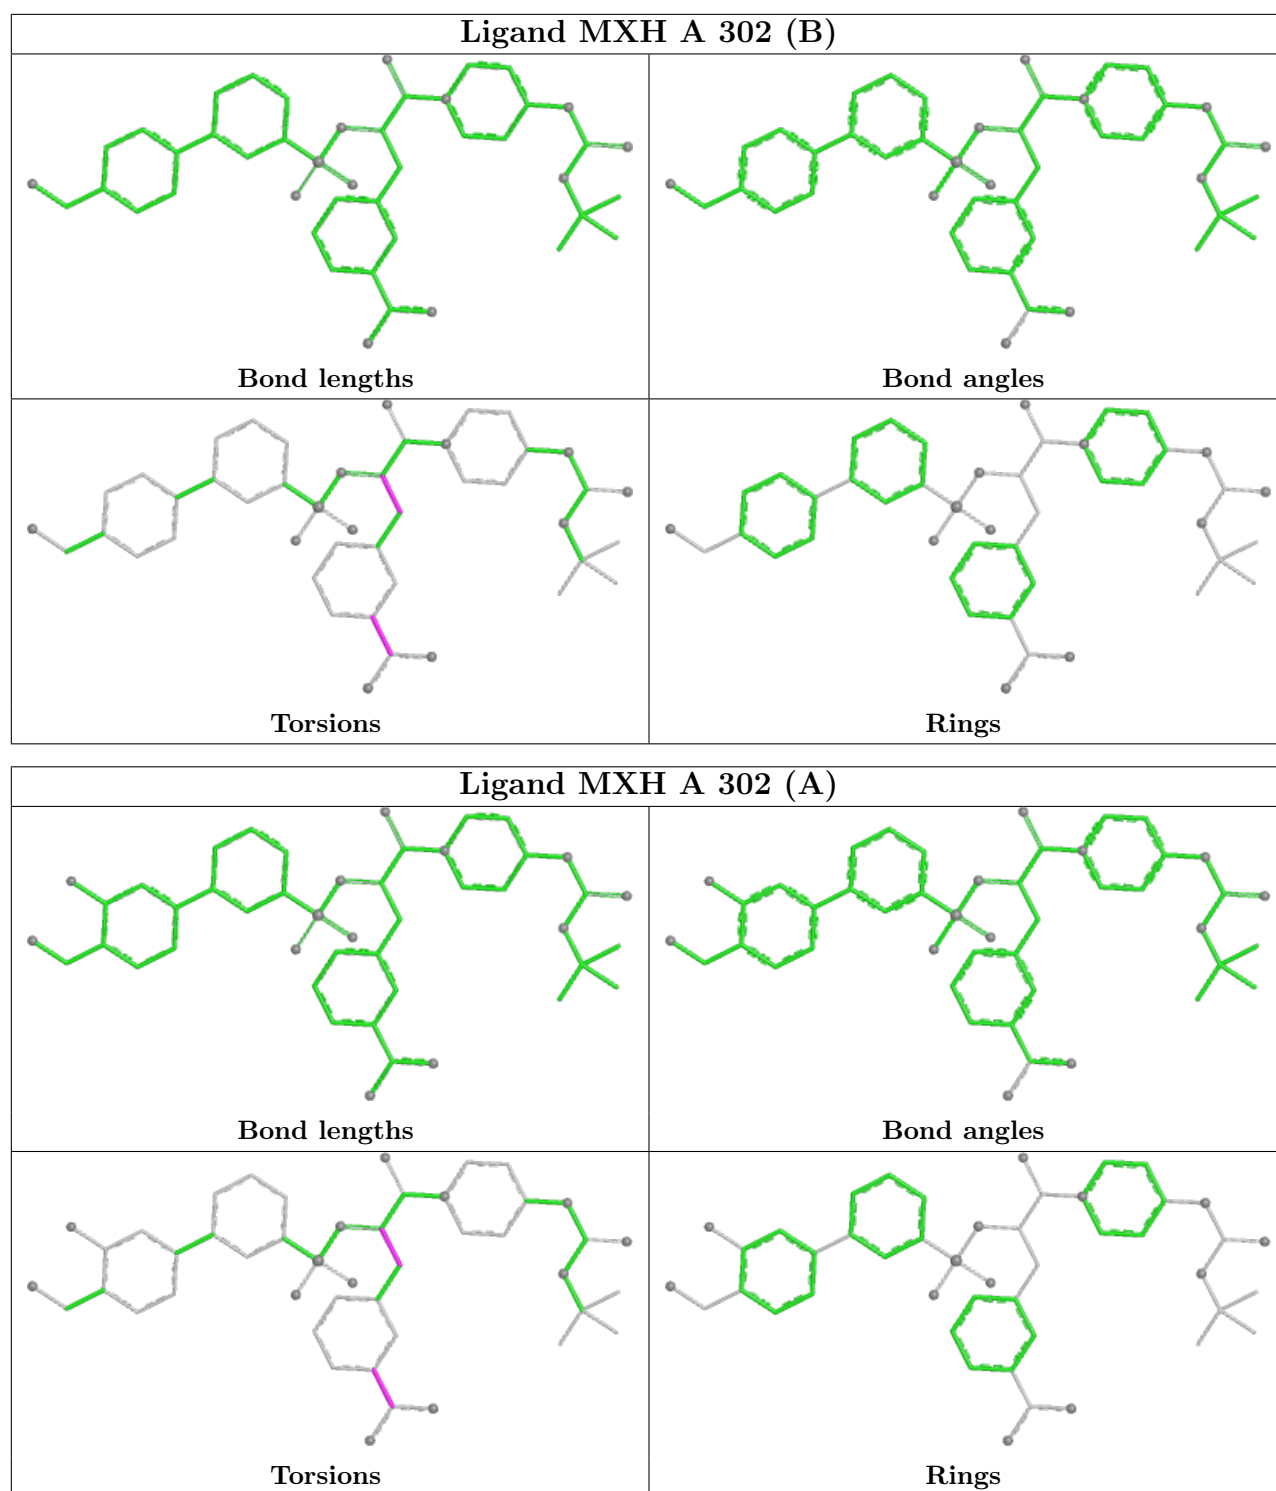 Ligand MXH A 302 (B)
Bond lengths
Bond angles
Torsions
Rings
Ligand MXH A 302 (A)
Bond lengths
Bond angles
Torsions
Rings